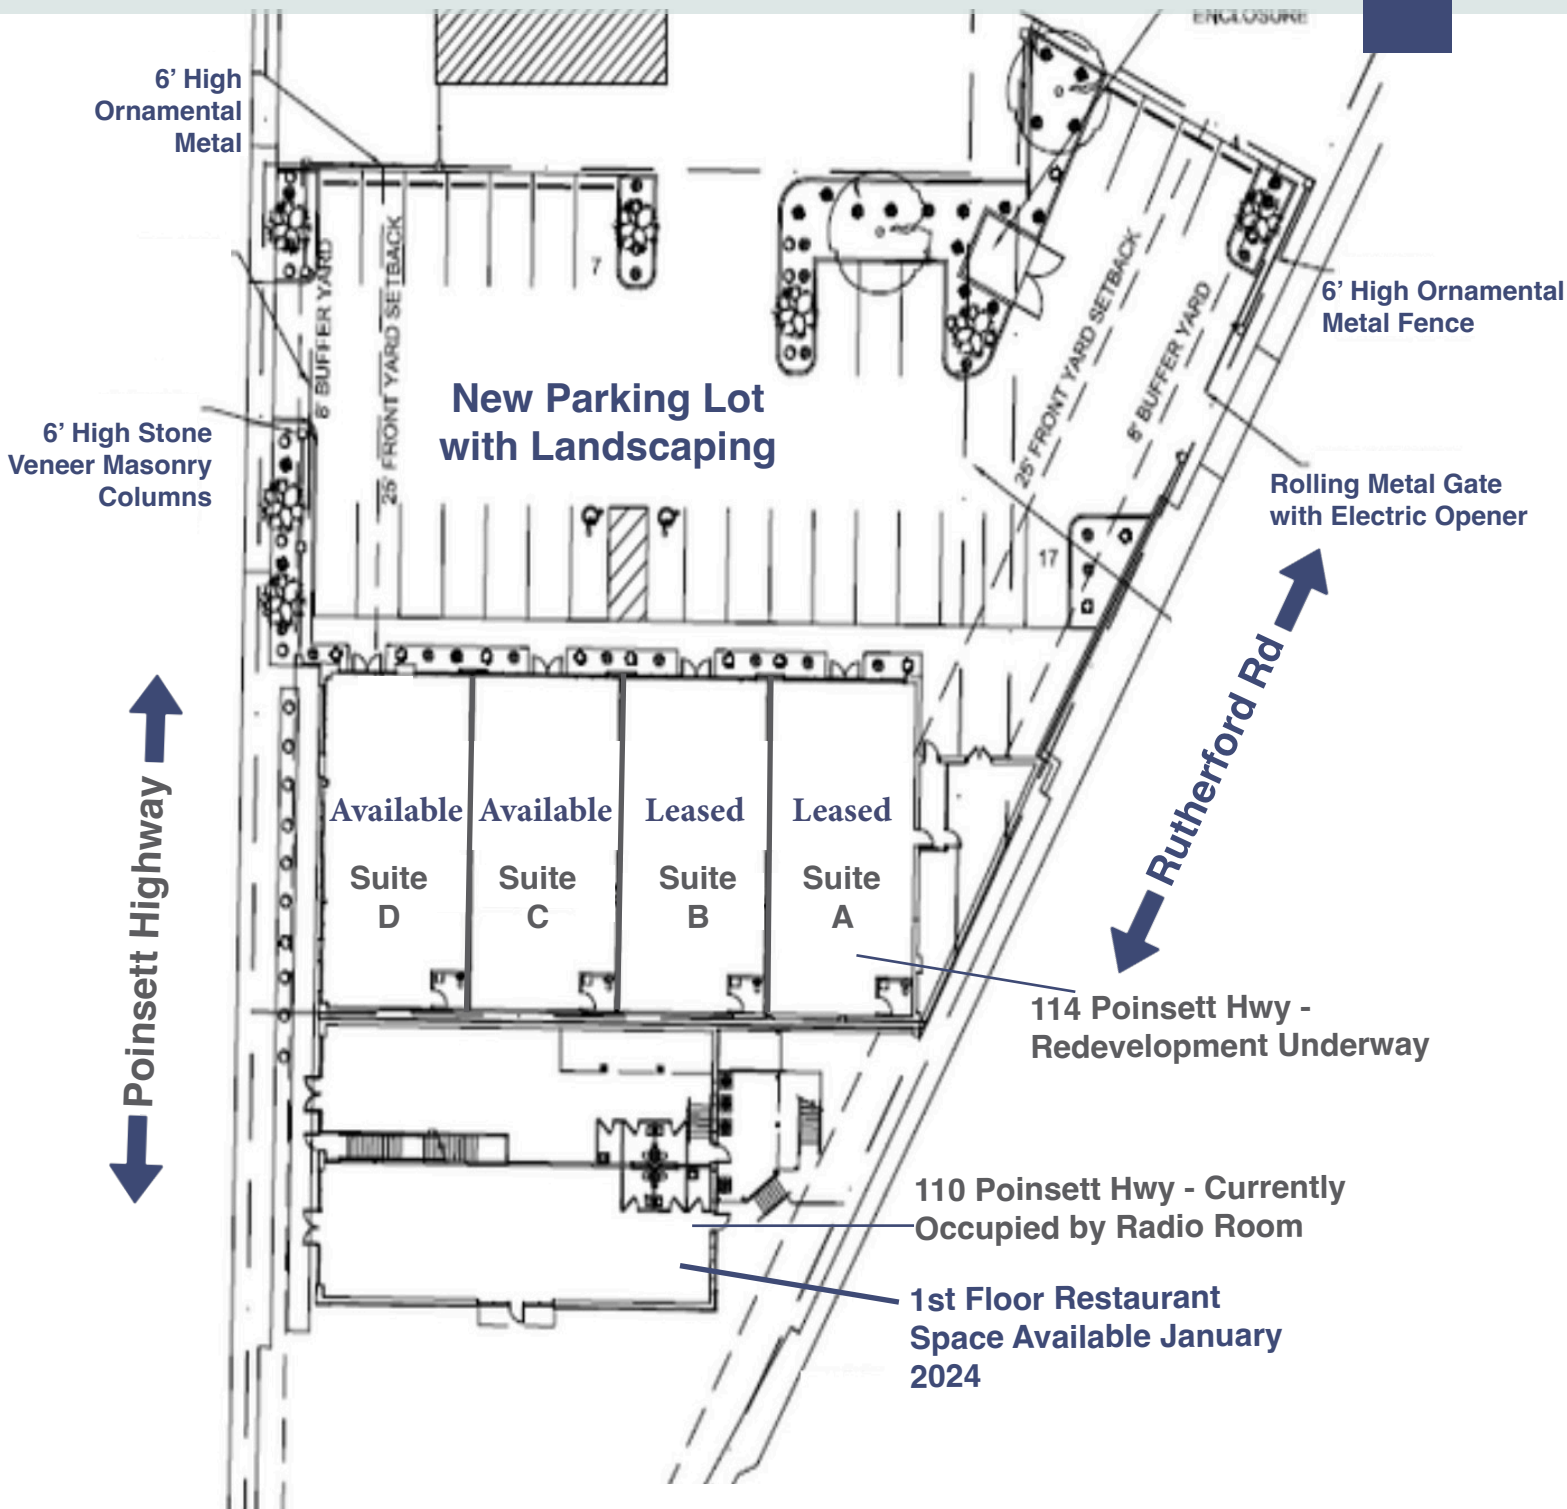 ENCLOSURE
6’ High
Ornamental
Metal
6’ High Ornamental
Metal Fence
7
25' FRONT YARD SETBACK
25' FRONT YARD SETBACK
8' BUFFER YARD
BUFFER YARD
New Parking Lot
with Landscaping
6’ High Stone
Veneer Masonry
Columns
Rolling Metal Gate
with Electric Opener
17
Rutherford Rd
Poinsett Highway
Available
Suite
D
Available
Suite
C
Leased
Suite
B
Leased
Suite
A
114 Poinsett Hwy -
Redevelopment Underway
110 Poinsett Hwy - Currently
Occupied by Radio Room
1st Floor Restaurant
Space Available January
2024